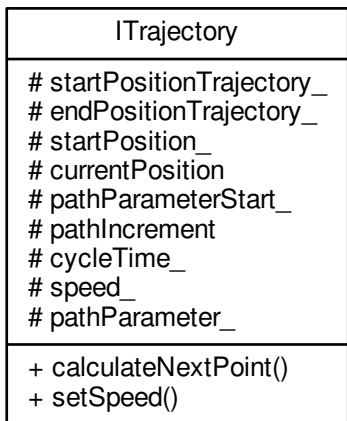 ITrajectory
# startPositionTrajectory_
# endPositionTrajectory_
# startPosition_
# currentPosition
# pathParameterStart_
# pathIncrement
# cycleTime_
# speed_
# pathParameter_
+ calculateNextPoint()
+ setSpeed()